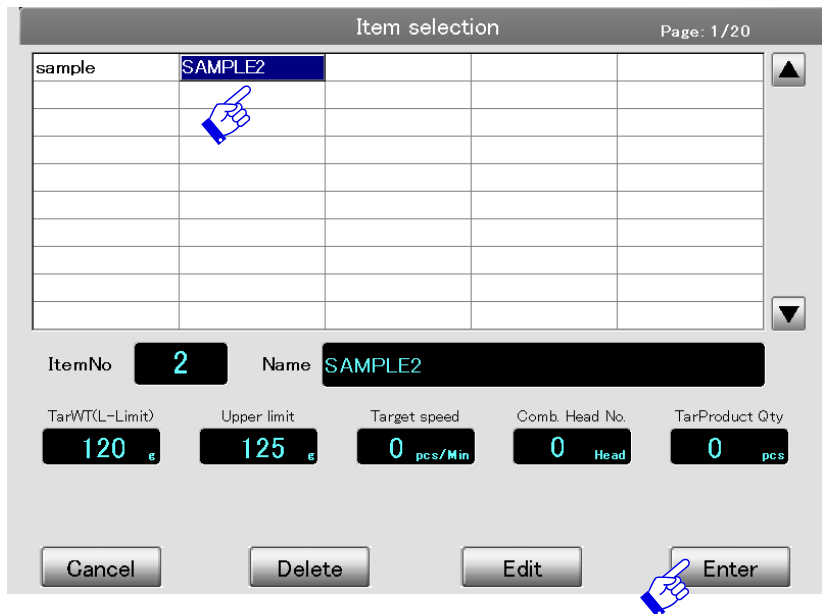 Item selection Page: 1/20
sample SAMPLE2
ItemNo 2 Name SAMPLE2
TarWT(L-Limit) Upper limit Target speed Comb. Head No. TarProduct Qty
120 g 125 g 0 pcs/Min 0 Head 0 pcs
Cancel Delete Edit Enter